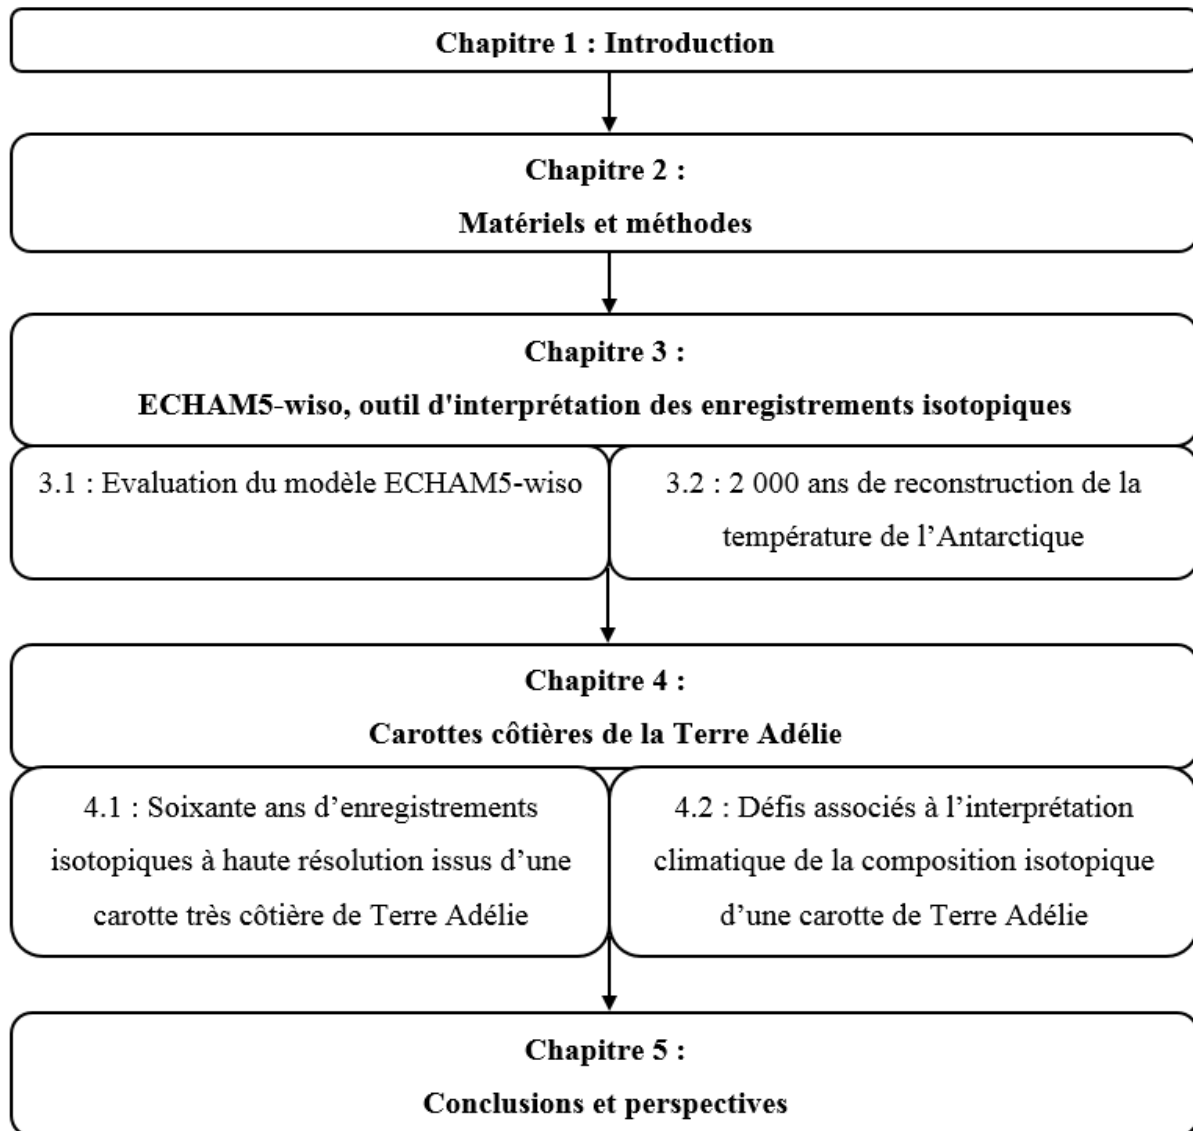 Chapitre 1 : Introduction
Chapitre 2 :
Matériels et méthodes
Chapitre 3 :
ECHAM5-wiso, outil d'interprétation des enregistrements isotopiques
3.1 : Evaluation du modèle ECHAM5-wiso
3.2 : 2 000 ans de reconstruction de la
température de l’Antarctique
Chapitre 4 :
Carottes côtières de la Terre Adélie
4.1 : Soixante ans d’enregistrements
isotopiques à haute résolution issus d’une
carotte très côtière de Terre Adélie
4.2 : Défis associés à l’interprétation
climatique de la composition isotopique
d’une carotte de Terre Adélie
Chapitre 5 :
Conclusions et perspectives